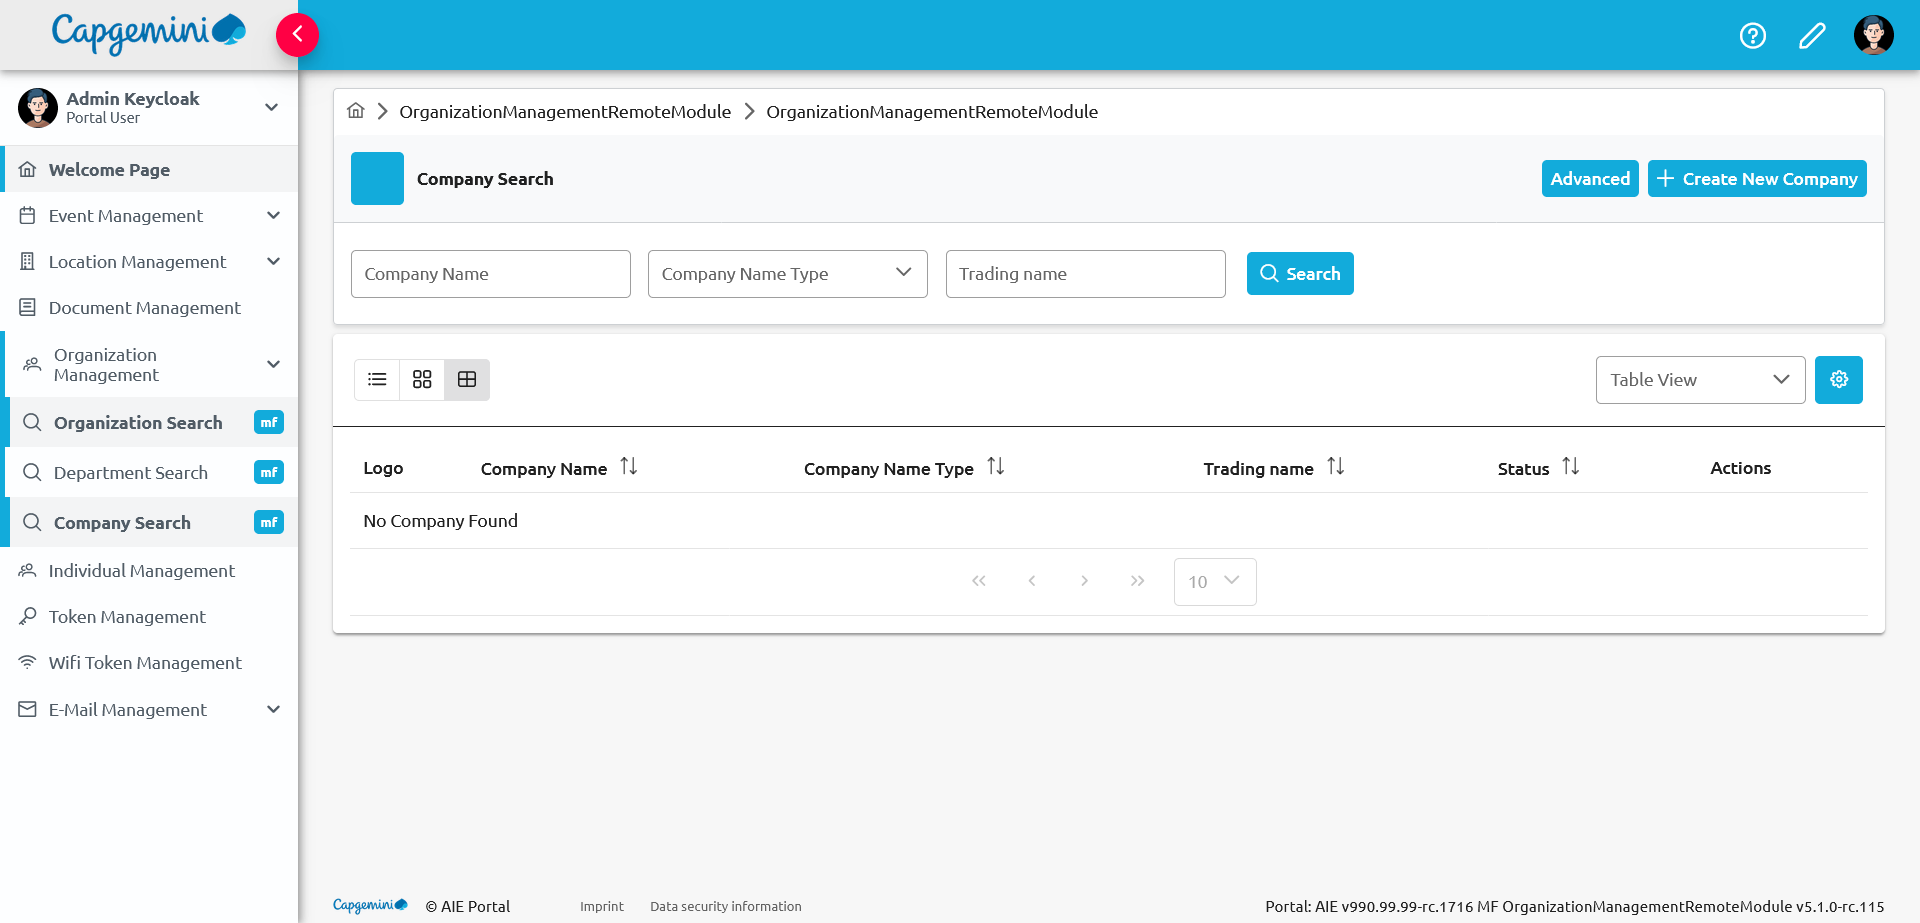 Capgemini
Admin Keycloak
Portal User
Welcome Page
Event Management
Location Management
Document Management
Organization
Management
Organization Search mf
Department Search mf
Company Search mf
Individual Management
Token Management
Wifi Token Management
E-Mail Management
OrganizationManagementRemoteModule OrganizationManagementRemoteModule
Company Search
Advanced Create New Company
Company Name Company Name Type Trading name Search
Table View
Logo Company Name Company Name Type Trading name Status Actions
No Company Found
10
Capgemini © AIE Portal Imprint Data security information Portal: AIE v990.99.99-rc.1716 MF OrganizationManagementRemoteModule v5.1.0-rc.115